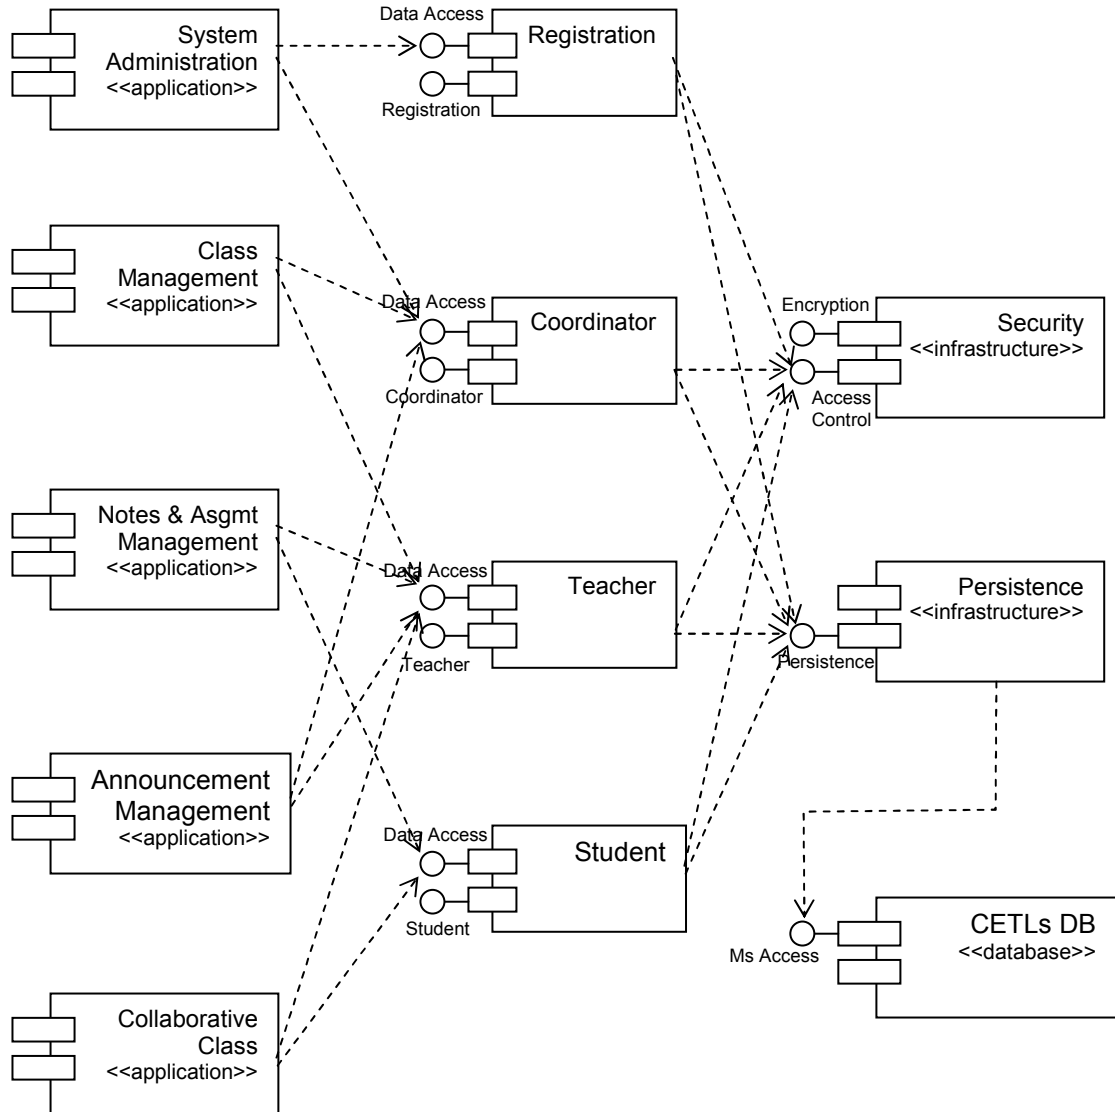 System
Administration
<<application>>
Data Access
Registration
Registration
Class
Management
<<application>>
Data Access
Coordinator
Coordinator
Encryption
Access
Control
Security
<<infrastructure>>
Notes & Asgmt
Management
<<application>>
Data Access
Teacher
Teacher
Persistence
<<infrastructure>>
Persistence
Announcement
Management
<<application>>
Data Access
Student
Student
Ms Access
CETLs DB
<<database>>
Collaborative
Class
<<application>>